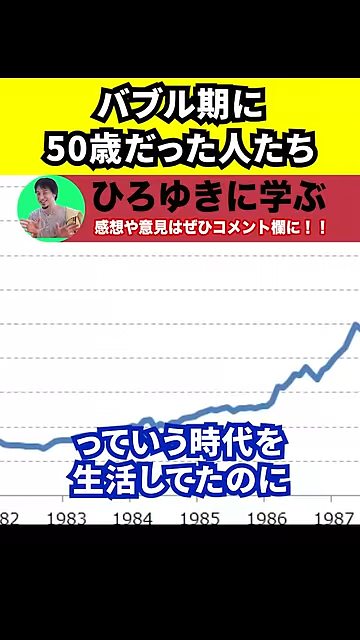 バブル期に
50歳だった人たち
ひろゆきに学ぶ
感想や意見はぜひコメント欄に！！
っていう時代を
生活してたのに
82 1983 1984 1985 1986 1987